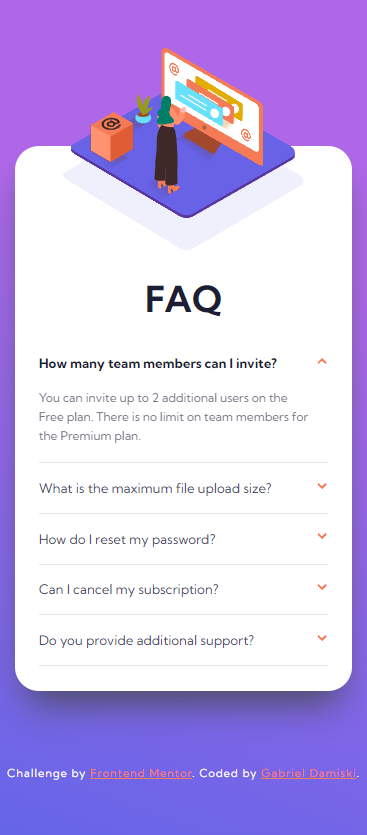 FAQ
How many team members can I invite?
You can invite up to 2 additional users on the
Free plan. There is no limit on team members for
the Premium plan.
What is the maximum file upload size?
How do I reset my password?
Can I cancel my subscription?
Do you provide additional support?
Challenge by Frontend Mentor. Coded by Gabriel Damiski.